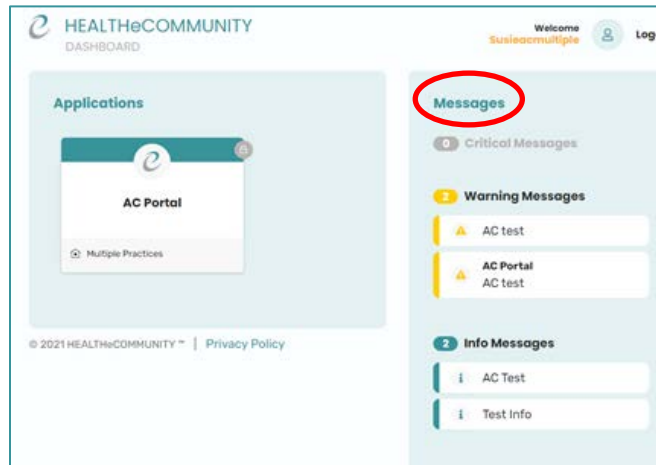 HEALTHeCOMMUNITY
DASHBOARD
Welcome
Susieacmultiple
Logo
Applications
AC Portal
Multiple Practices
© 2021 HEALTHeCOMMUNITY ™ | Privacy Policy
Messages
0 Critical Messages
2 Warning Messages
AC test
AC Portal
AC test
2 Info Messages
i AC Test
i Test Info